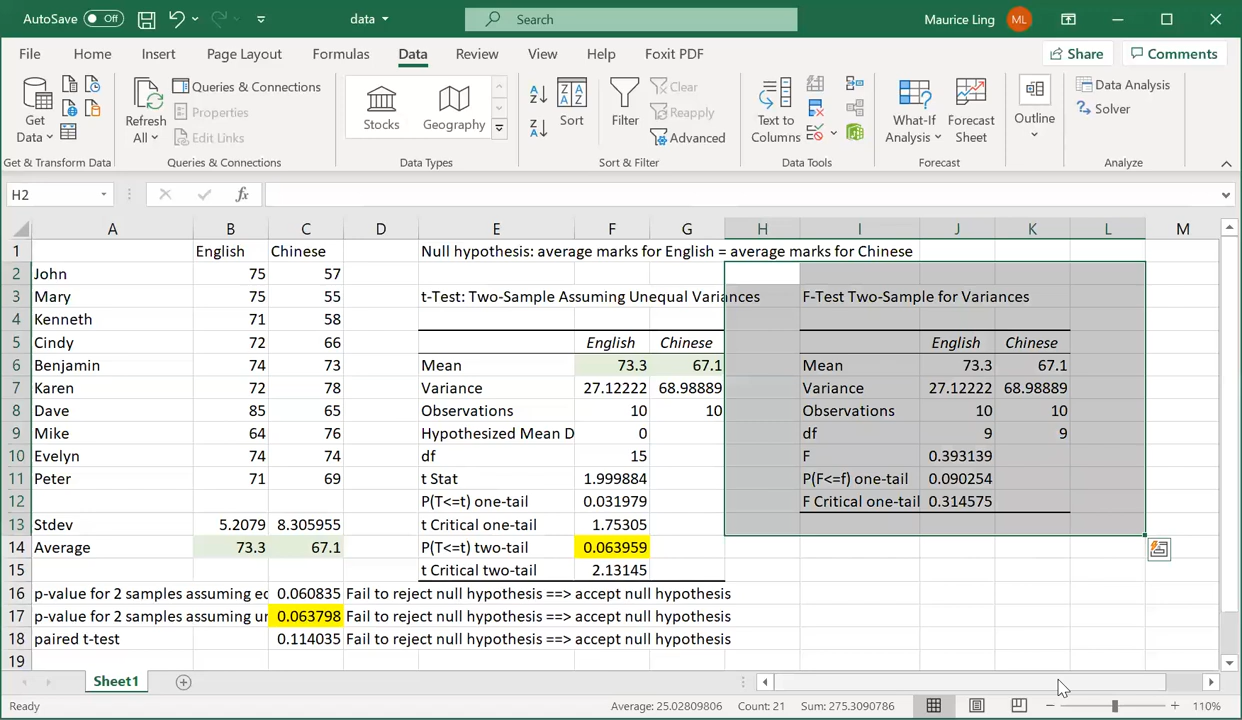 AutoSave Off data Search Maurice Ling ML
File Home Insert Page Layout Formulas Data Review View Help Foxit PDF Share Comments
Get Data
Get & Transform Data
Refresh All
Queries & Connections
Properties
Edit Links
Queries & Connections
Stocks Geography
Data Types
Sort
Filter
Clear
Reapply
Advanced
Sort & Filter
Text to Columns
Data Tools
What-If Analysis
Forecast Sheet
Forecast
Outline
Data Analysis
Solver
Analyze
H2 fx
A B C D E F G H I J K L M
1 English Chinese Null hypothesis: average marks for English = average marks for Chinese
2 John 75 57
3 Mary 75 55 t-Test: Two-Sample Assuming Unequal Variances F-Test Two-Sample for Variances
4 Kenneth 71 58
5 Cindy 72 66 English Chinese English Chinese
6 Benjamin 74 73 Mean 73.3 67.1 Mean 73.3 67.1
7 Karen 72 78 Variance 27.12222 68.98889 Variance 27.12222 68.98889
8 Dave 85 65 Observations 10 10 Observations 10 10
9 Mike 64 76 Hypothesized Mean D 0 df 9 9
10 Evelyn 74 74 df 15 F 0.393139
11 Peter 71 69 t Stat 1.999884 P(F<=f) one-tail 0.090254
12 P(T<=t) one-tail 0.031979 F Critical one-tail 0.314575
13 Stdev 5.2079 8.305955 t Critical one-tail 1.75305
14 Average 73.3 67.1 P(T<=t) two-tail 0.063959
15 t Critical two-tail 2.13145
16 p-value for 2 samples assuming ec 0.060835 Fail to reject null hypothesis ==> accept null hypothesis
17 p-value for 2 samples assuming ur 0.063798 Fail to reject null hypothesis ==> accept null hypothesis
18 paired t-test 0.114035 Fail to reject null hypothesis ==> accept null hypothesis
19
Sheet1
Ready Average: 25.02809806 Count: 21 Sum: 275.3090786 110%